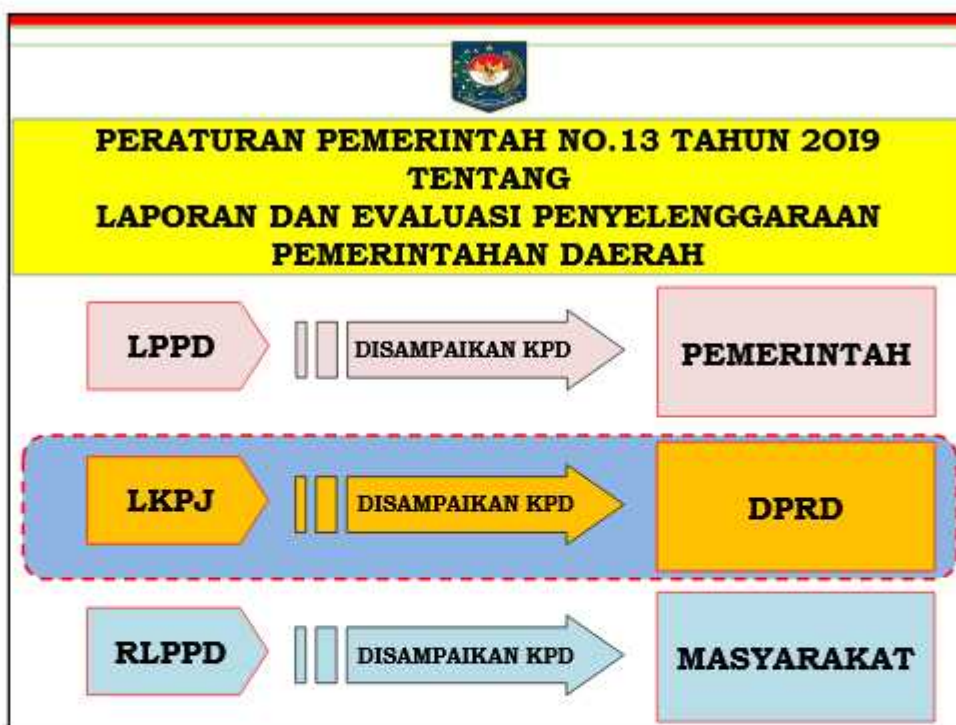 PERATURAN PEMERINTAH NO.13 TAHUN 2OI9
TENTANG
LAPORAN DAN EVALUASI PENYELENGGARAAN
PEMERINTAHAN DAERAH
LPPD
DISAMPAIKAN KPD
PEMERINTAH
LKPJ
DISAMPAIKAN KPD
DPRD
RLPPD
DISAMPAIKAN KPD
MASYARAKAT